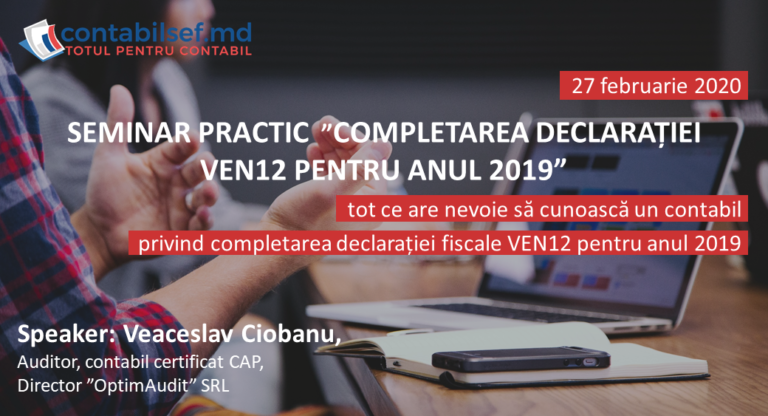 contabilsef.md
TOTUL PENTRU CONTABIL
27 februarie 2020
SEMINAR PRACTIC ”COMPLETAREA DECLARAȚIEI
VEN12 PENTRU ANUL 2019”
tot ce are nevoie să cunoască un contabil
privind completarea declarației fiscale VEN12 pentru anul 2019
Speaker: Veaceslav Ciobanu,
Auditor, contabil certificat CAP,
Director ”OptimAudit” SRL